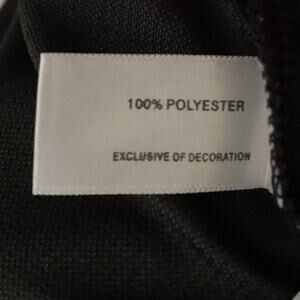 100% POLYESTER
EXCLUSIVE OF DECORATION